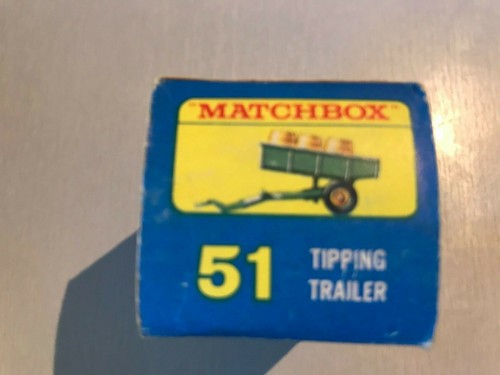 "MATCHBOX"
51 TIPPING
TRAILER